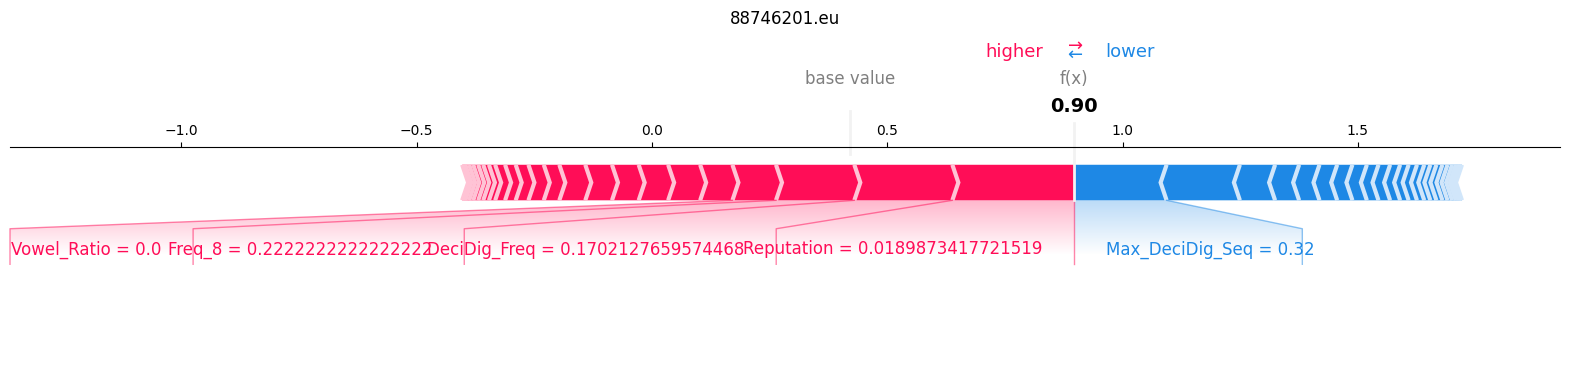 88746201.eu
higher ⇄ lower
base value f(x)
0.90
−1.0 −0.5 0.0 0.5 1.0 1.5
Vowel_Ratio = 0.0 Freq_8 = 0.2222222222222222 DeciDig_Freq = 0.1702127659574468 Reputation = 0.0189873417721519 Max_DeciDig_Seq = 0.32